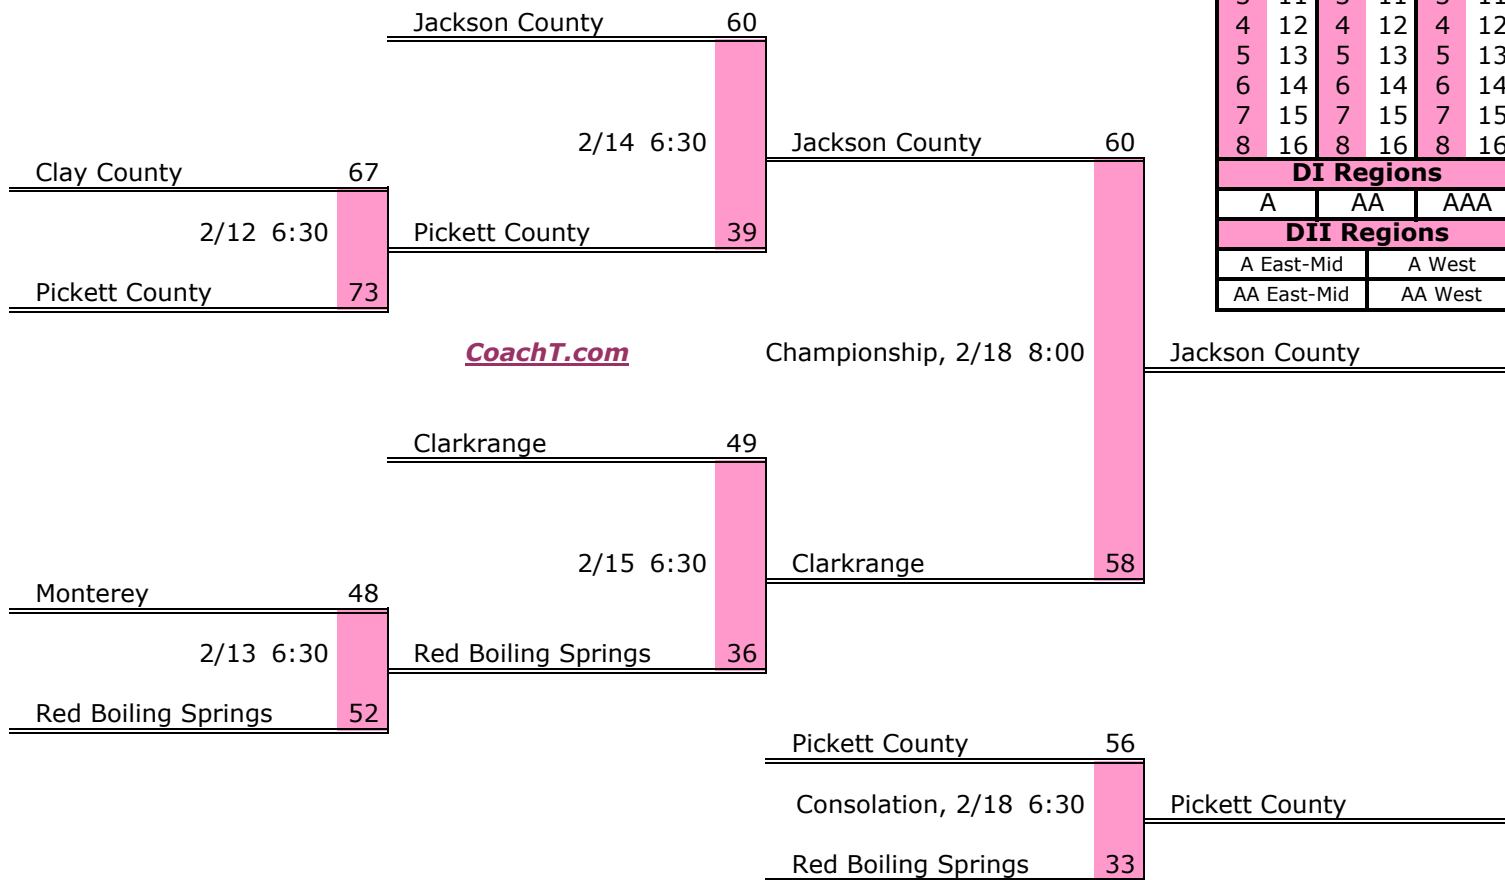 Jackson County 60
4 12 4 12 4 12
5 13 5 13 5 13
6 14 6 14 6 14
2/14 6:30 Jackson County 60
7 15 7 15 7 15
8 16 8 16 8 16
Clay County 67
DI Regions
A AA AAA
2/12 6:30 Pickett County 39
DII Regions
A East-Mid A West
Pickett County 73
AA East-Mid AA West
CoachT.com Championship, 2/18 8:00 Jackson County
Clarkrange 49
2/15 6:30 Clarkrange 58
Monterey 48
2/13 6:30 Red Boiling Springs 36
Red Boiling Springs 52
Pickett County 56
Consolation, 2/18 6:30 Pickett County
Red Boiling Springs 33